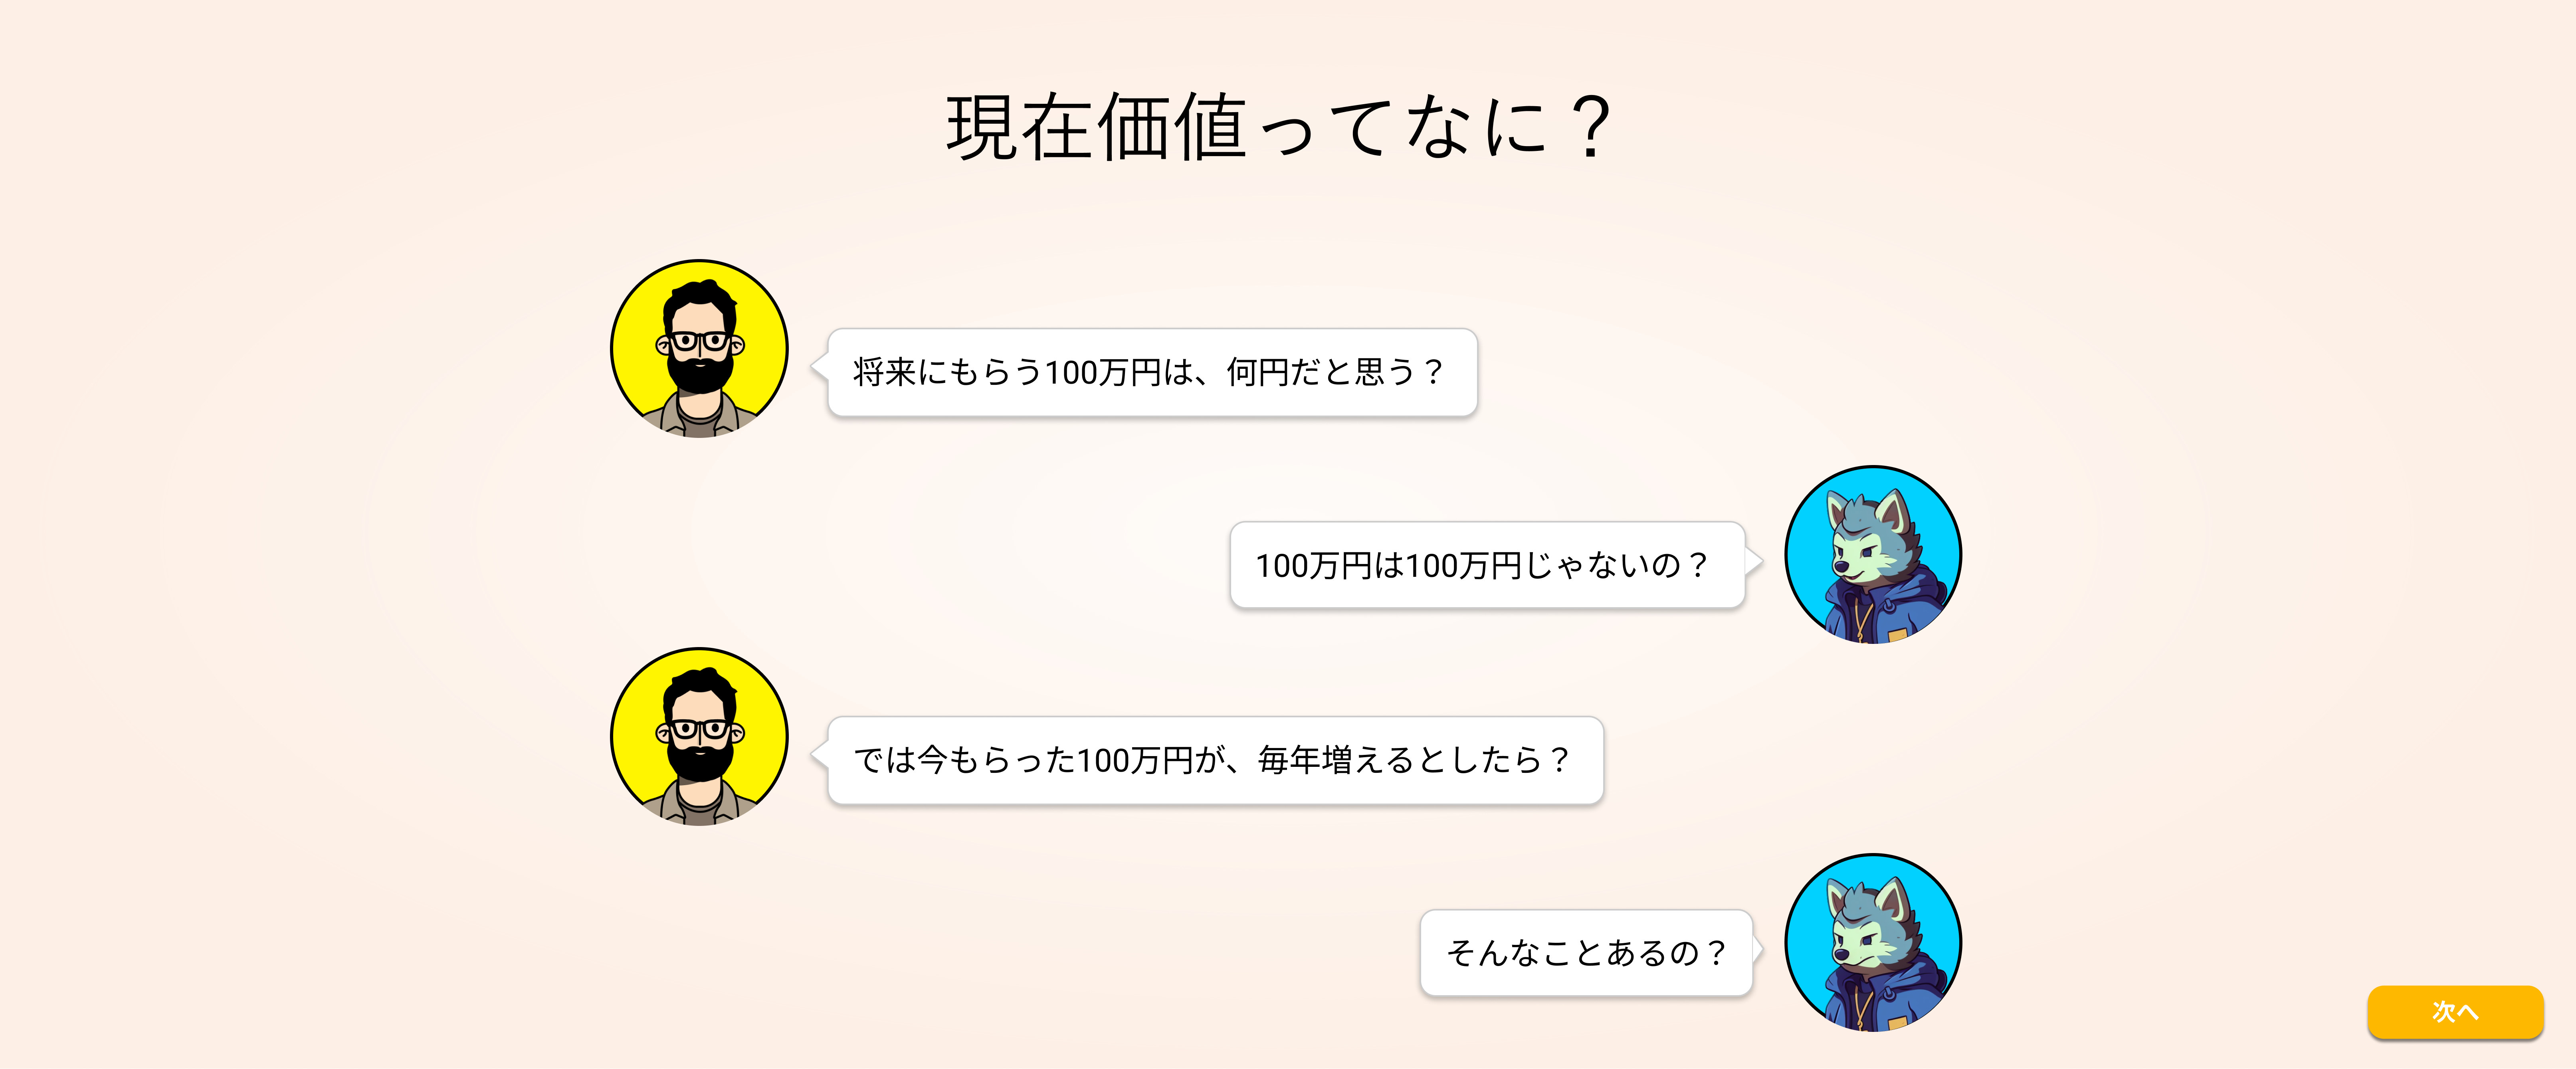 現在価値ってなに？
将来にもらう100万円は、何円だと思う？
100万円は100万円じゃないの？
では今もらった100万円が、毎年増えるとしたら？
そんなことあるの？
次へ